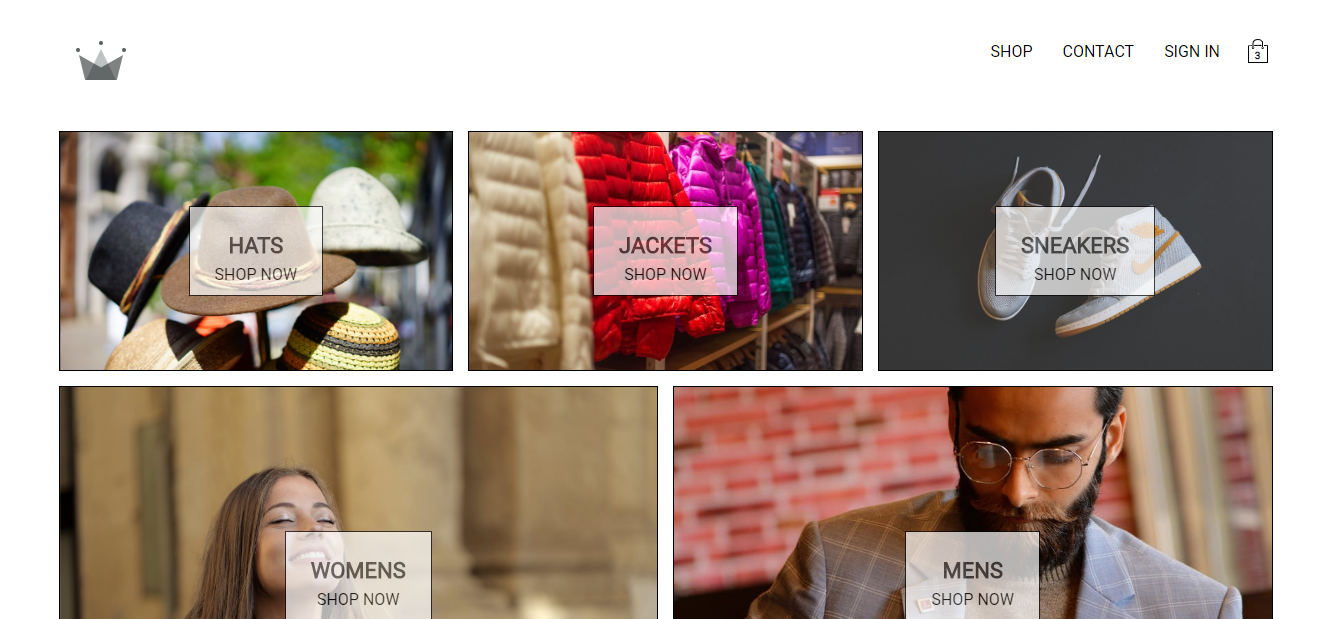 SHOP
CONTACT
SIGN IN
3
HATS
SHOP NOW
JACKETS
SHOP NOW
SNEAKERS
SHOP NOW
WOMENS
SHOP NOW
MENS
SHOP NOW